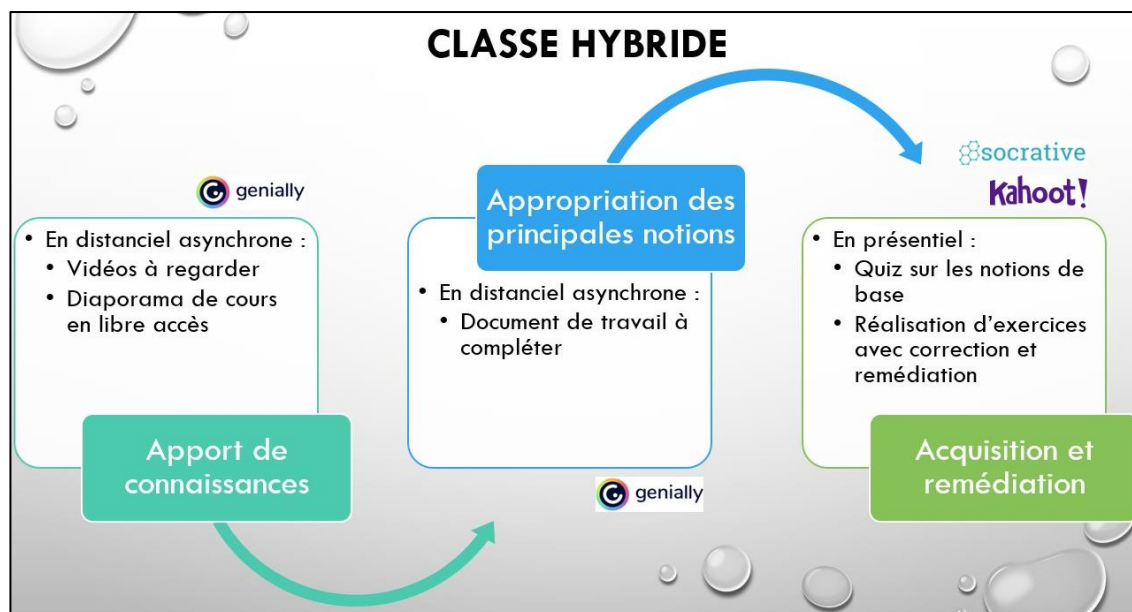 CLASSE HYBRIDE
genially
• En distanciel asynchrone :
• Vidéos à regarder
• Diaporama de cours
en libre accès
Apport de
connaissances
Appropriation des
principales notions
• En distanciel asynchrone :
• Document de travail à
compléter
genially
socrative
Kahoot!
• En présentiel :
• Quiz sur les notions de
base
• Réalisation d'exercices
avec correction et
remédiation
Acquisition et
remédiation